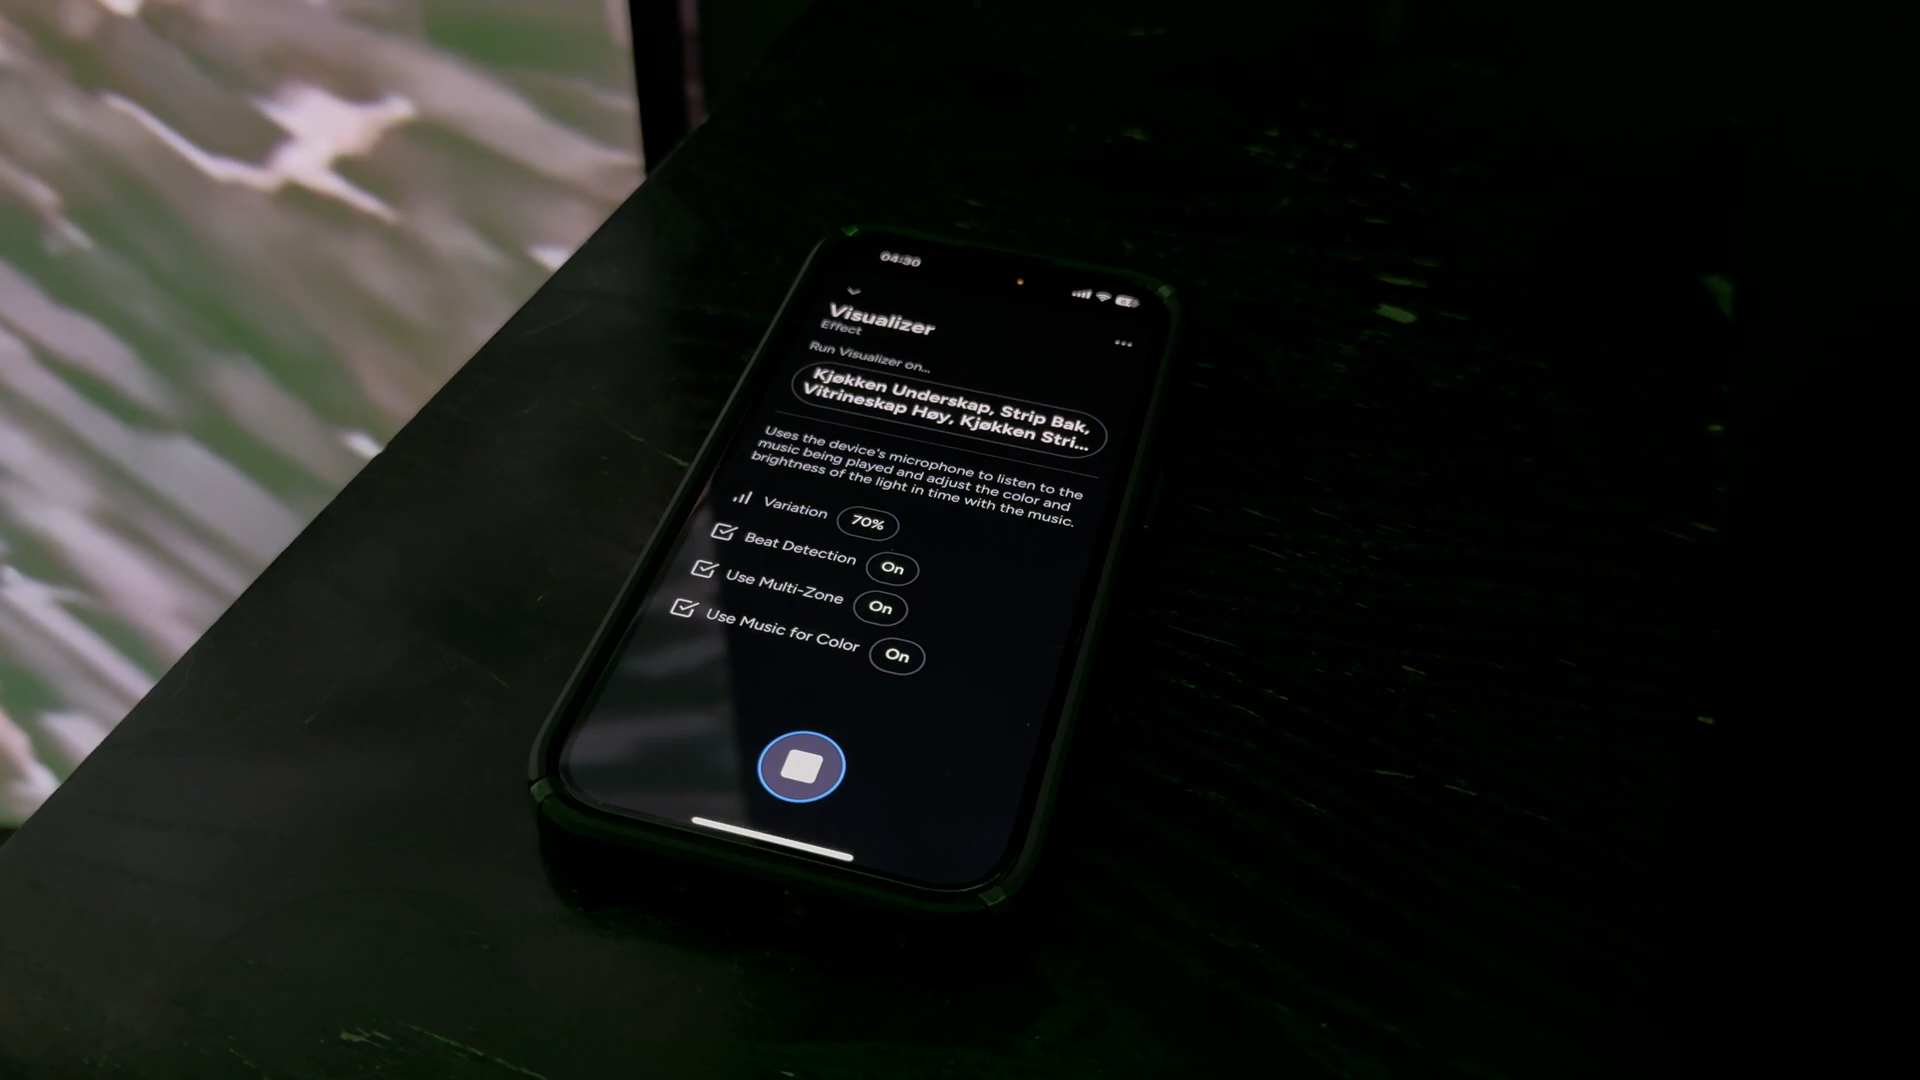 04:30
Visualizer
Effect
Run Visualizer on...
Kjøkken Underskap, Strip Bak,
Vitrineskap Høy, Kjøkken Stri...
Uses the device's microphone to listen to the
music being played and adjust the color and
brightness of the light in time with the music.
Variation 70%
Beat Detection On
Use Multi-Zone On
Use Music for Color On